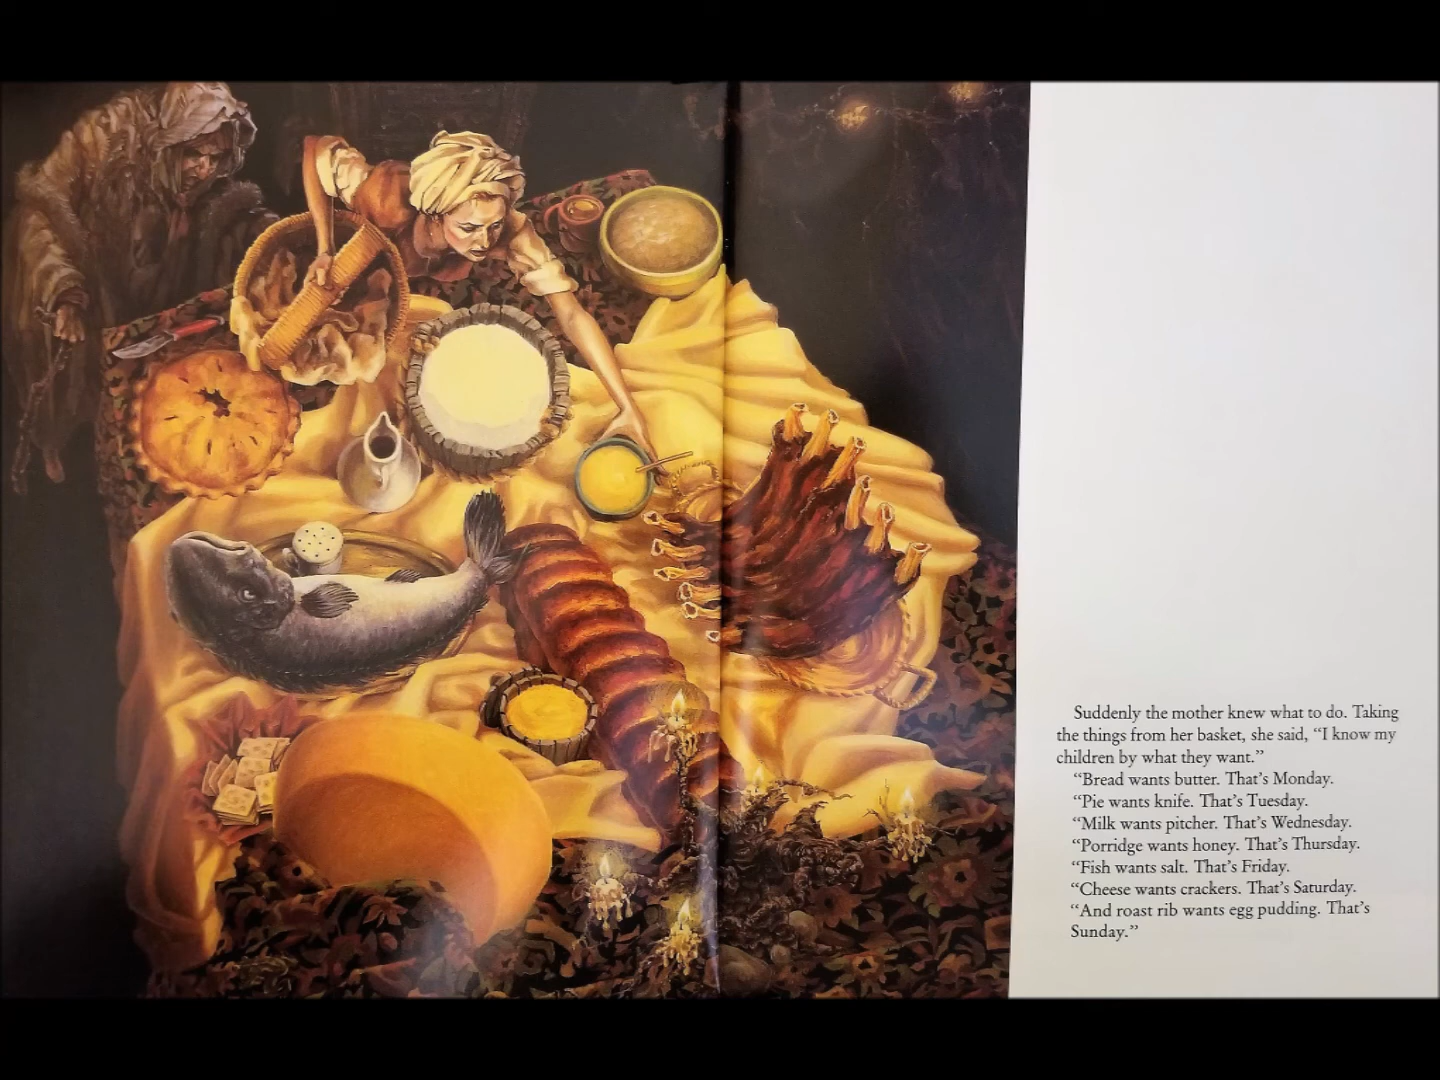 Suddenly the mother knew what to do. Taking
the things from her basket, she said, “I know my
children by what they want.”
“Bread wants butter. That’s Monday.
“Pie wants knife. That’s Tuesday.
“Milk wants pitcher. That’s Wednesday.
“Porridge wants honey. That’s Thursday.
“Fish wants salt. That’s Friday.
“Cheese wants crackers. That’s Saturday.
“And roast rib wants egg pudding. That’s
Sunday.”